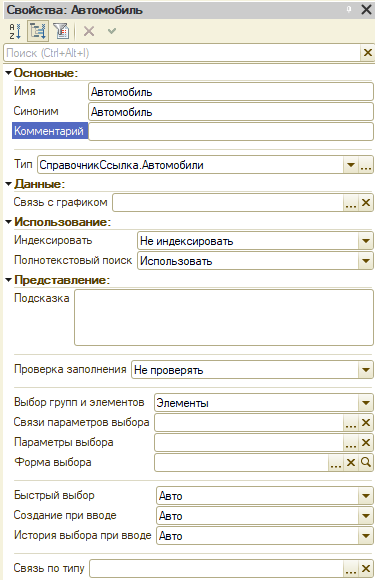 Свойства: Автомобиль
Поиск (Ctrl+Alt+I)
Основные:
Имя Автомобиль
Синоним Автомобиль
Комментарий
Тип СправочникСсылка.Автомобили
Данные:
Связь с графиком
Использование:
Индексировать Не индексировать
Полнотекстовый поиск Использовать
Представление:
Подсказка
Проверка заполнения Не проверять
Выбор групп и элементов Элементы
Связи параметров выбора
Параметры выбора
Форма выбора
Быстрый выбор Авто
Создание при вводе Авто
История выбора при вводе Авто
Связь по типу